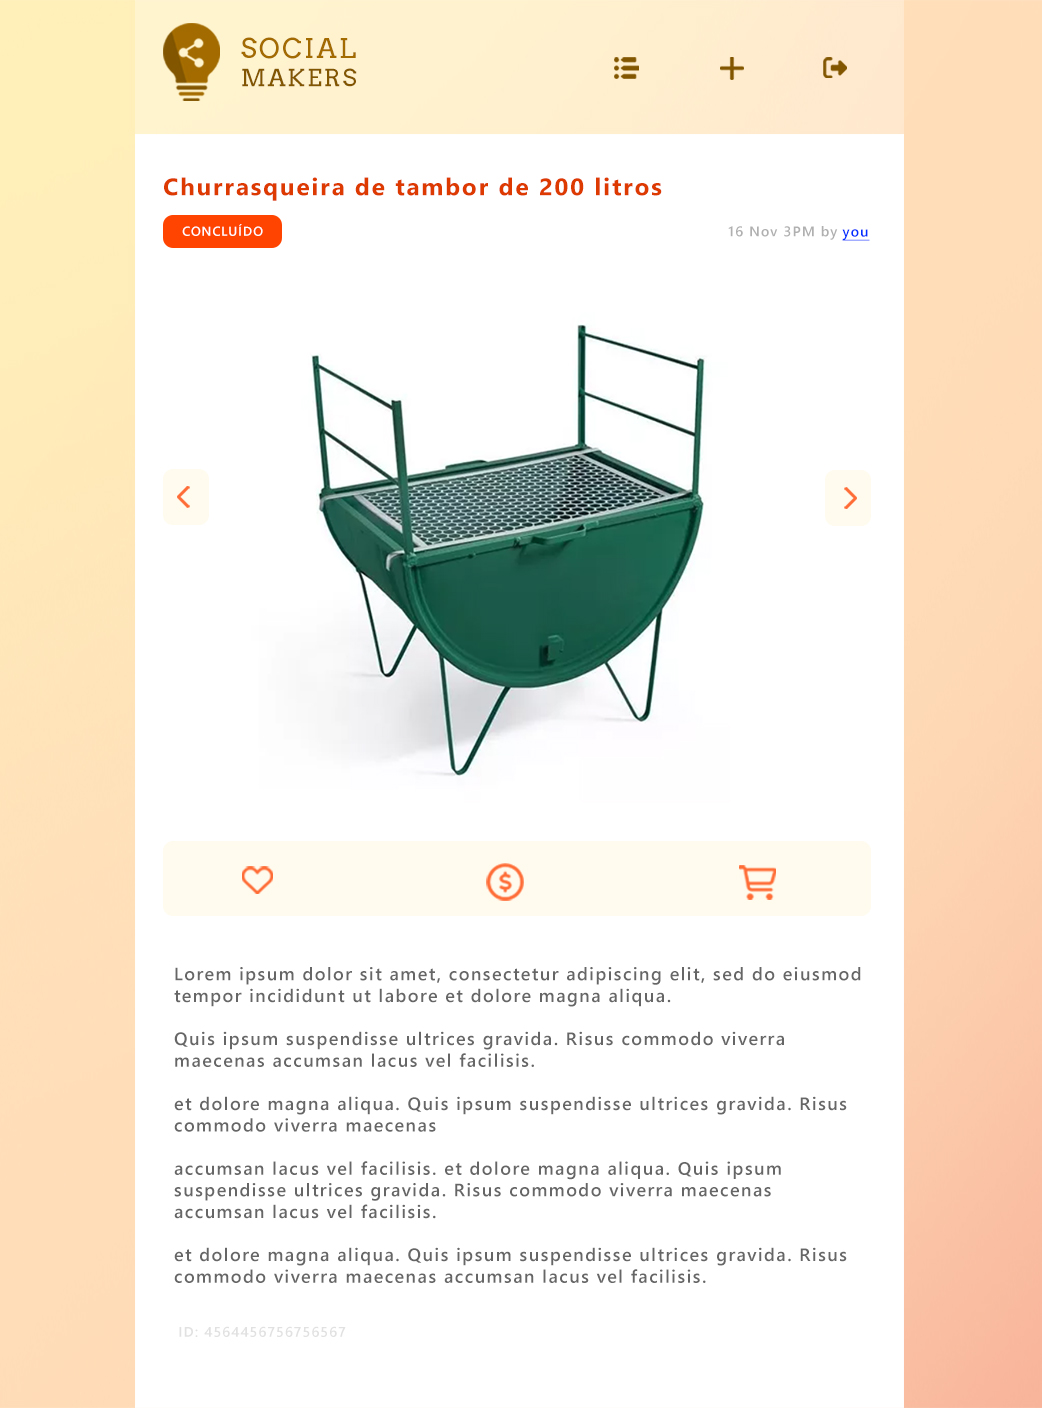 SOCIAL
MAKERS
Churrasqueira de tambor de 200 litros
CONCLUÍDO
16 Nov 3PM by you
Lorem ipsum dolor sit amet, consectetur adipiscing elit, sed do eiusmod
tempor incididunt ut labore et dolore magna aliqua.
Quis ipsum suspendisse ultrices gravida. Risus commodo viverra
maecenas accumsan lacus vel facilisis.
et dolore magna aliqua. Quis ipsum suspendisse ultrices gravida. Risus
commodo viverra maecenas
accumsan lacus vel facilisis. et dolore magna aliqua. Quis ipsum
suspendisse ultrices gravida. Risus commodo viverra maecenas
accumsan lacus vel facilisis.
et dolore magna aliqua. Quis ipsum suspendisse ultrices gravida. Risus
commodo viverra maecenas accumsan lacus vel facilisis.
ID: 4564456756756567